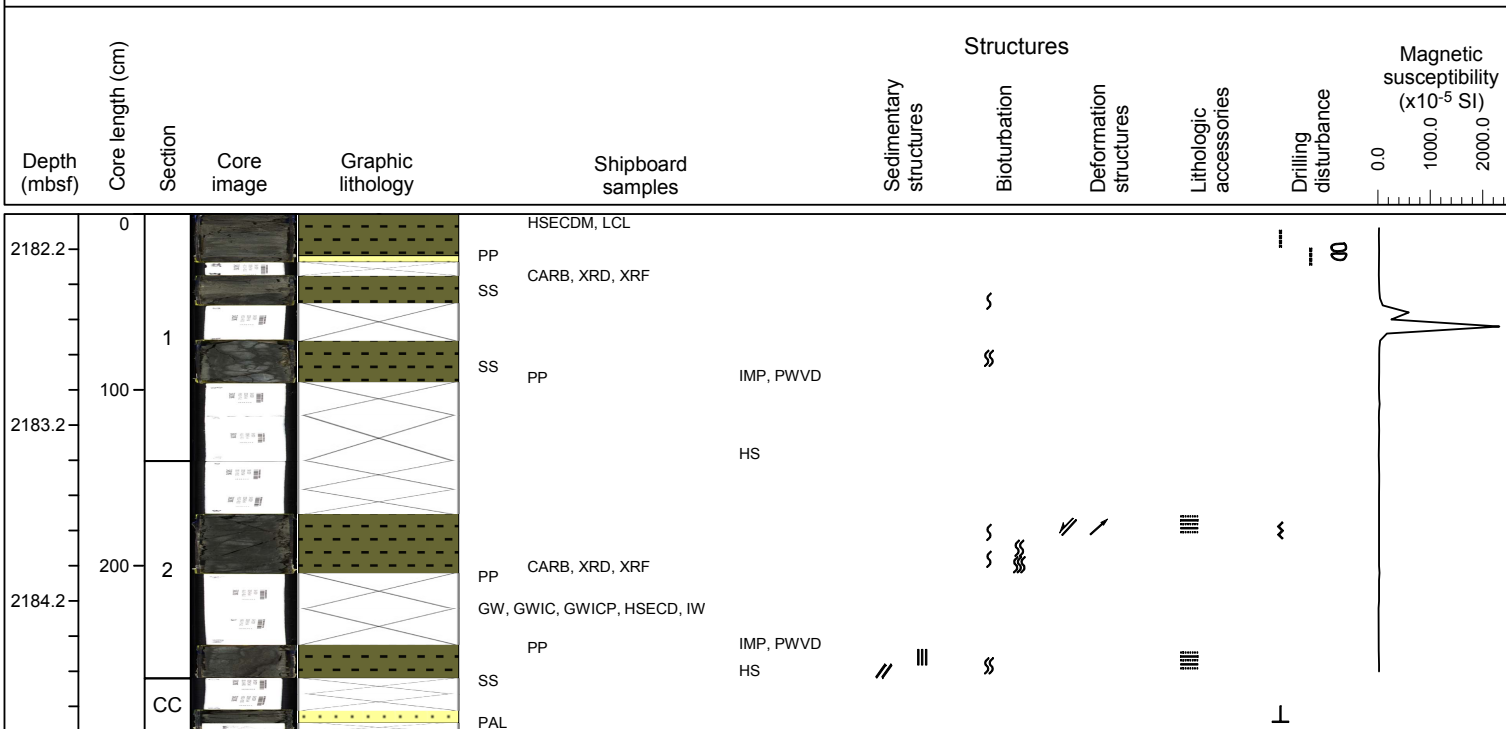 Structures
Depth
(mbsf)
Core length (cm)
Section
Core
image
Graphic
lithology
Shipboard
samples
Sedimentary
structures
Bioturbation
Deformation
structures
Lithologic
accessories
Drilling
disturbance
Magnetic
susceptibility
(x10-5 SI)
0.0
1000.0
2000.0
0
HSECDM, LCL
2182.2
PP
CARB, XRD, XRF
SS
1
SS
PP
IMP, PWVD
100
2183.2
HS
200
2
CARB, XRD, XRF
PP
2184.2
GW, GWIC, GWICP, HSECD, IW
PP
IMP, PWVD
HS
SS
CC
PAL